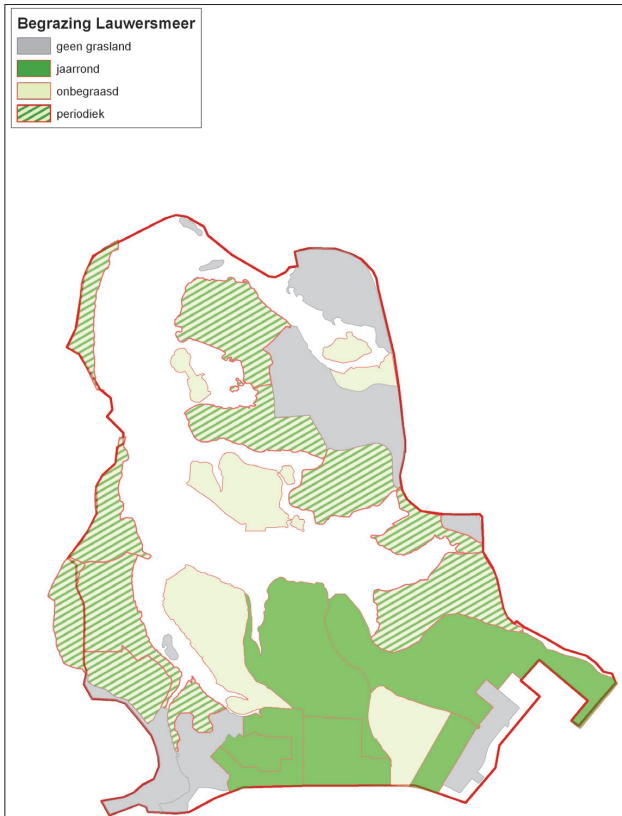 Begrazing Lauwersmeer
geen grasland
jaarrond
onbegraasd
periodiek